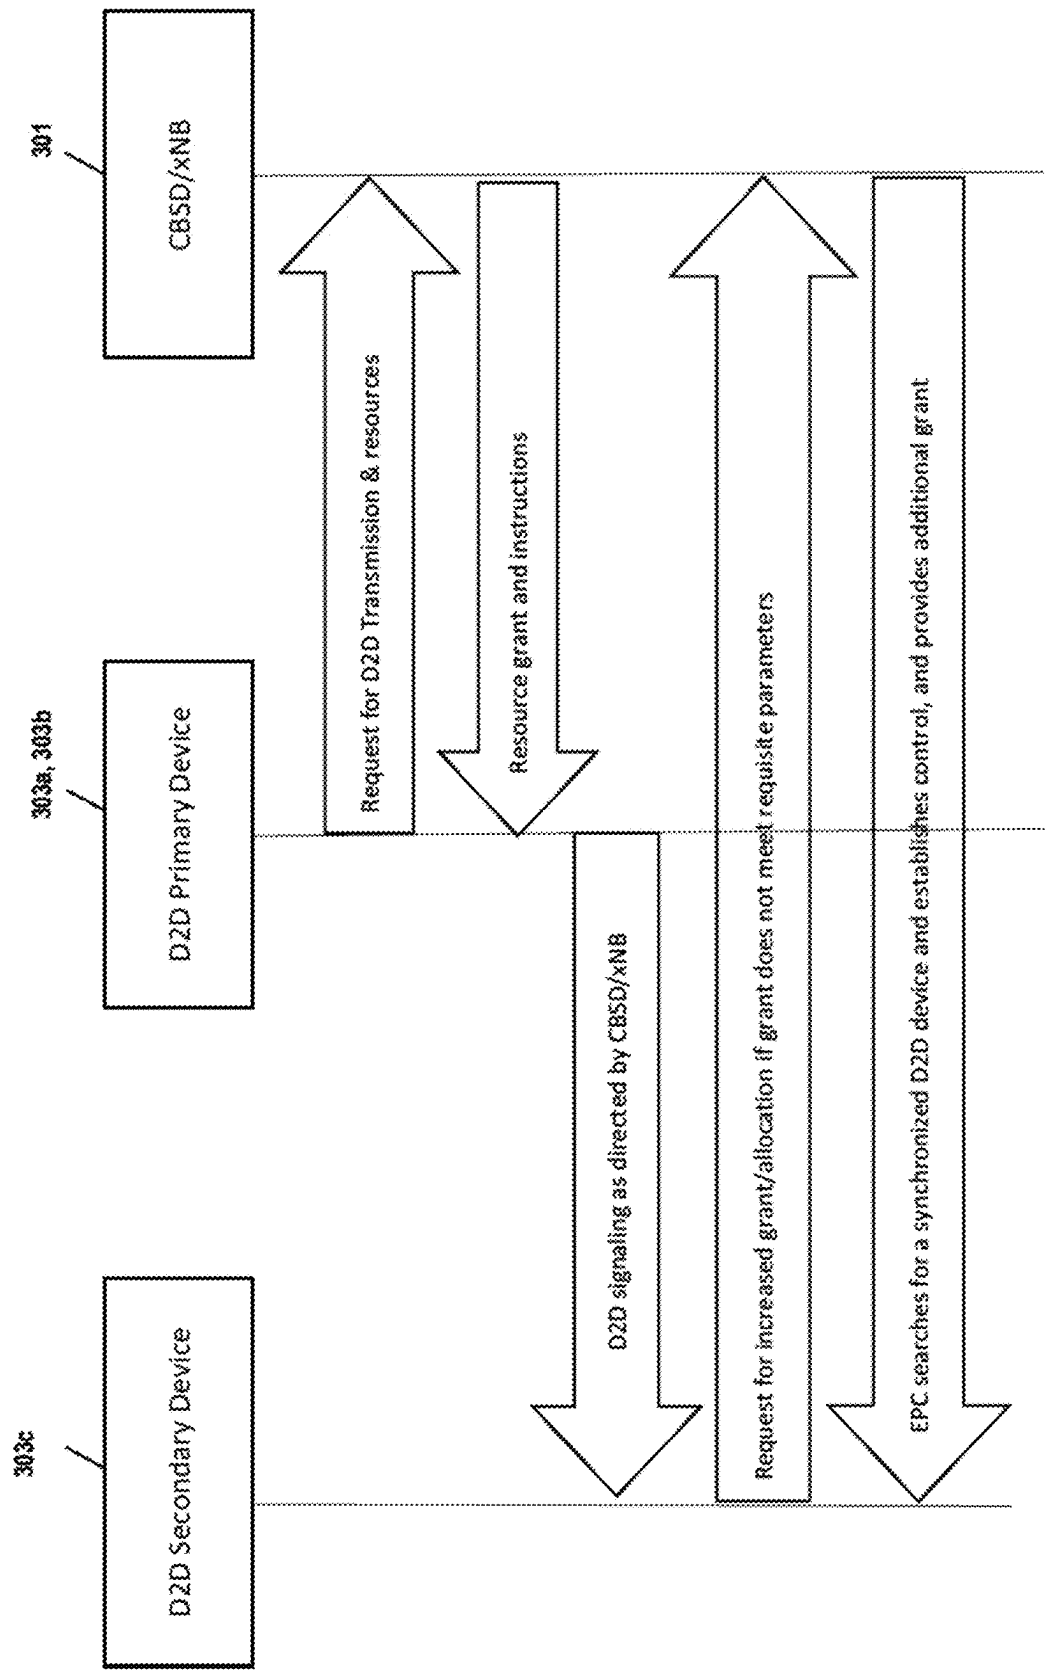 303c
303a, 303b
301
D2D Secondary Device
D2D Primary Device
CBSD/xNB
Request for D2D Transmission & resources
Resource grant and instructions
D2D signaling as directed by CBSD/xNB
Request for increased grant/allocation if grant does not meet requisite parameters
EPC searches for a synchronized D2D device and establishes control, and provides additional grant